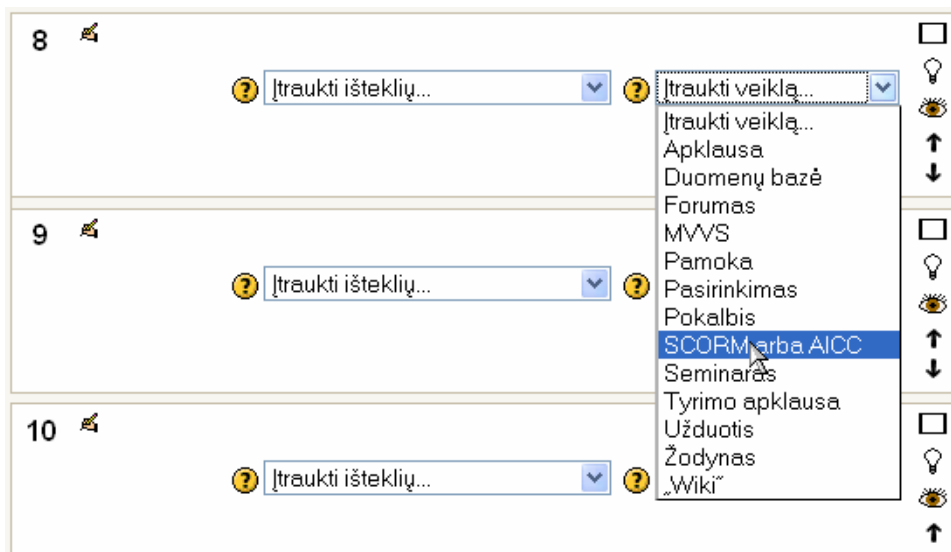 8
? Įtraukti išteklių... ? Įtraukti veiklą...
Įtraukti veiklą...
Apklausa
Duomenų bazė
Forumas
MVVS
Pamoka
9
? Įtraukti išteklių... ?
Pasirinkimas
Pokalbis
SCORM arba AICC
Seminaras
Tyrimo apklausa
10
Užduotis
Žodynas
? Įtraukti išteklių... ?
„Wiki“